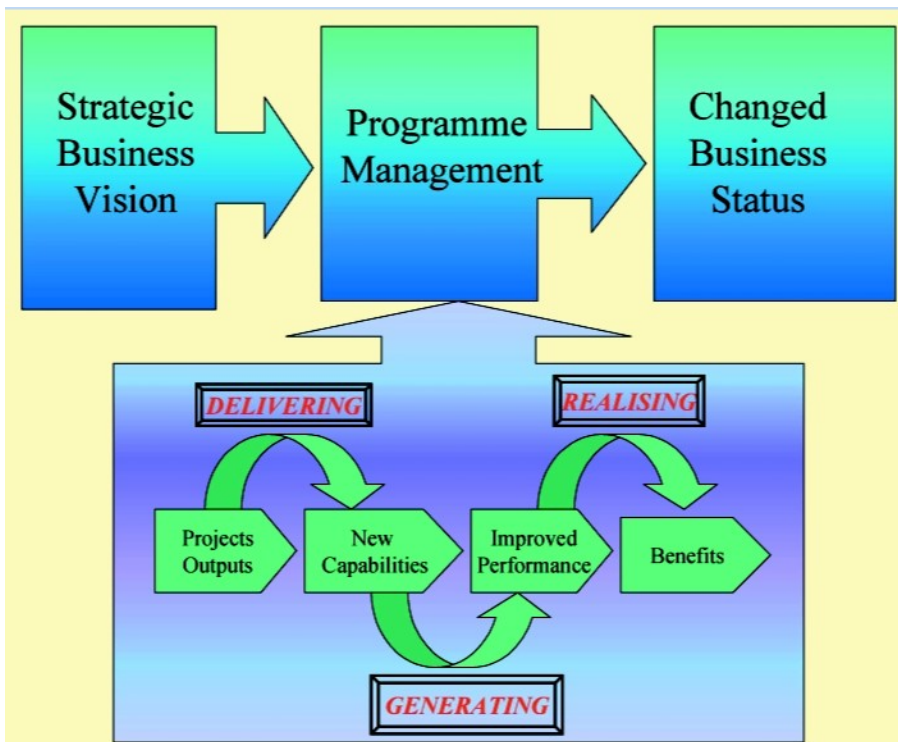 Strategic
Business
Vision
Programme
Management
Changed
Business
Status
DELIVERING
REALISING
Projects
Outputs
New
Capabilities
Improved
Performance
Benefits
GENERATING